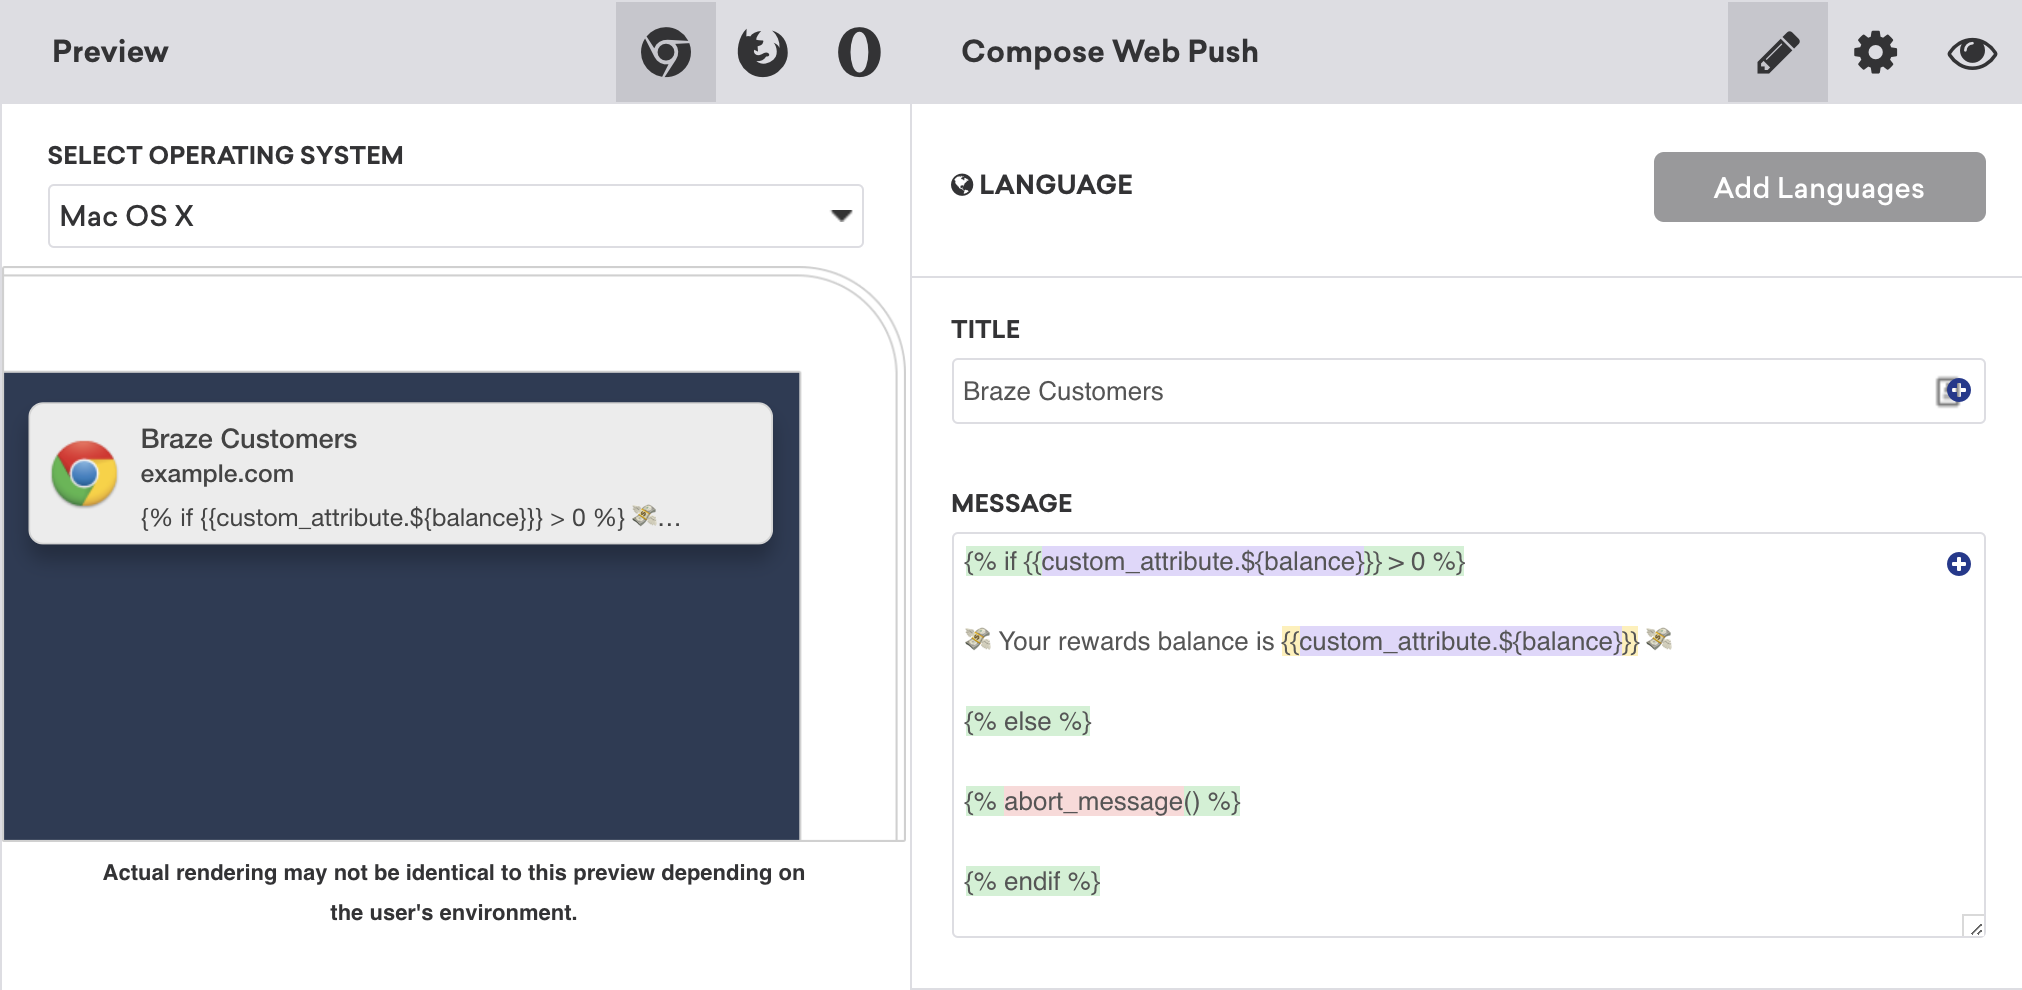 Preview
SELECT OPERATING SYSTEM
Mac OS X
Braze Customers
example.com
{% if {{custom_attribute.${balance}}} > 0 %} 💸...
Actual rendering may not be identical to this preview depending on
the user's environment.
Compose Web Push
LANGUAGE
Add Languages
TITLE
Braze Customers
MESSAGE
{% if {{custom_attribute.${balance}}} > 0 %}
💸 Your rewards balance is {{custom_attribute.${balance}}} 💸
{% else %}
{% abort_message() %}
{% endif %}